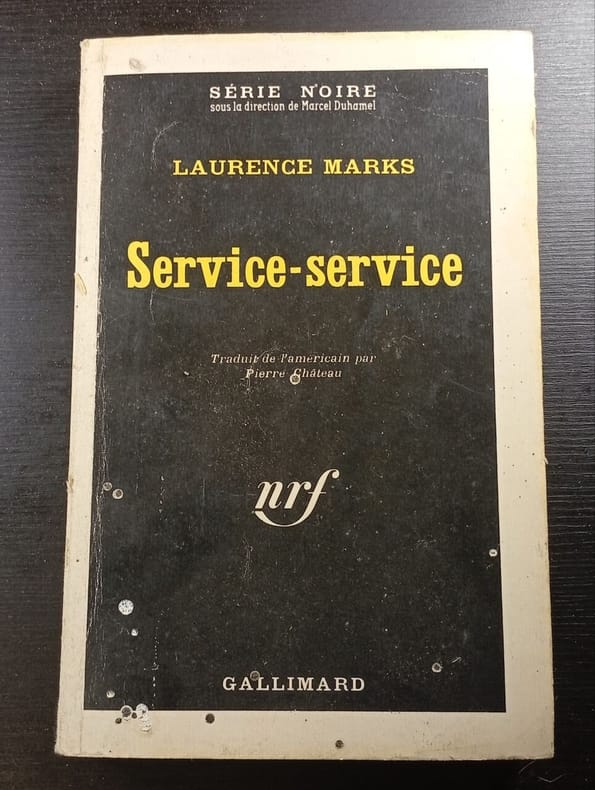 SÉRIE NOIRE
sous la direction de Marcel Duhamel
LAURENCE MARKS
Service-service
Traduit de l'américain par
Pierre Château
nrf
GALLIMARD